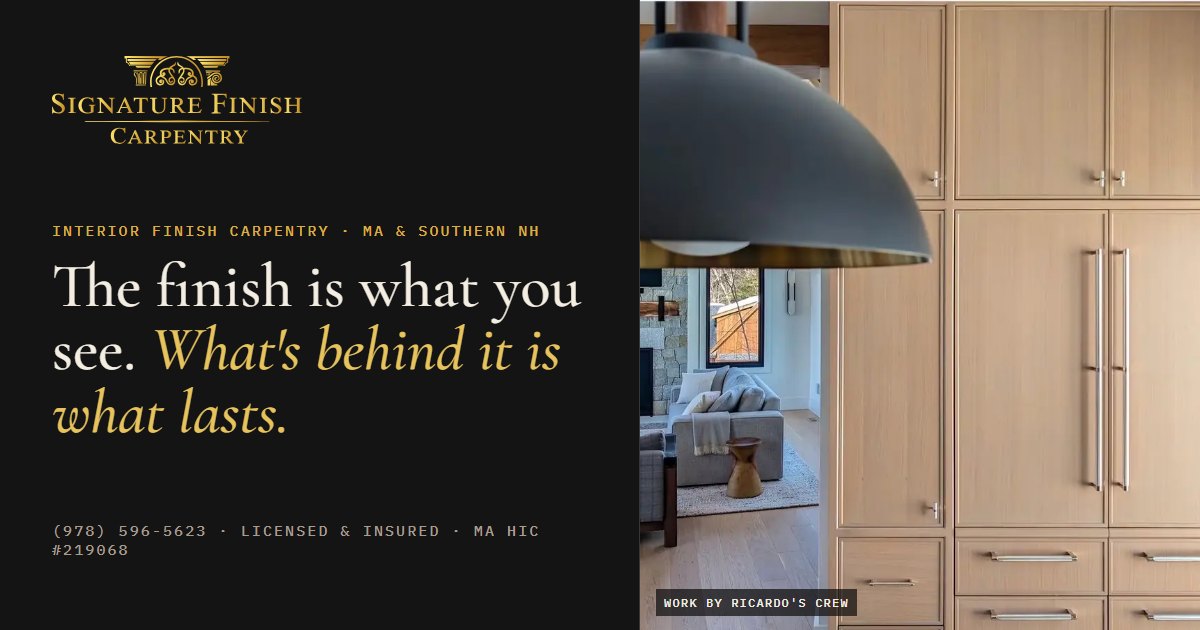 SIGNATURE FINISH
CARPENTRY
INTERIOR FINISH CARPENTRY · MA & SOUTHERN NH
The finish is what you
see. What's behind it is
what lasts.
(978) 596-5623 · LICENSED & INSURED · MA HIC
#219068
WORK BY RICARDO'S CREW